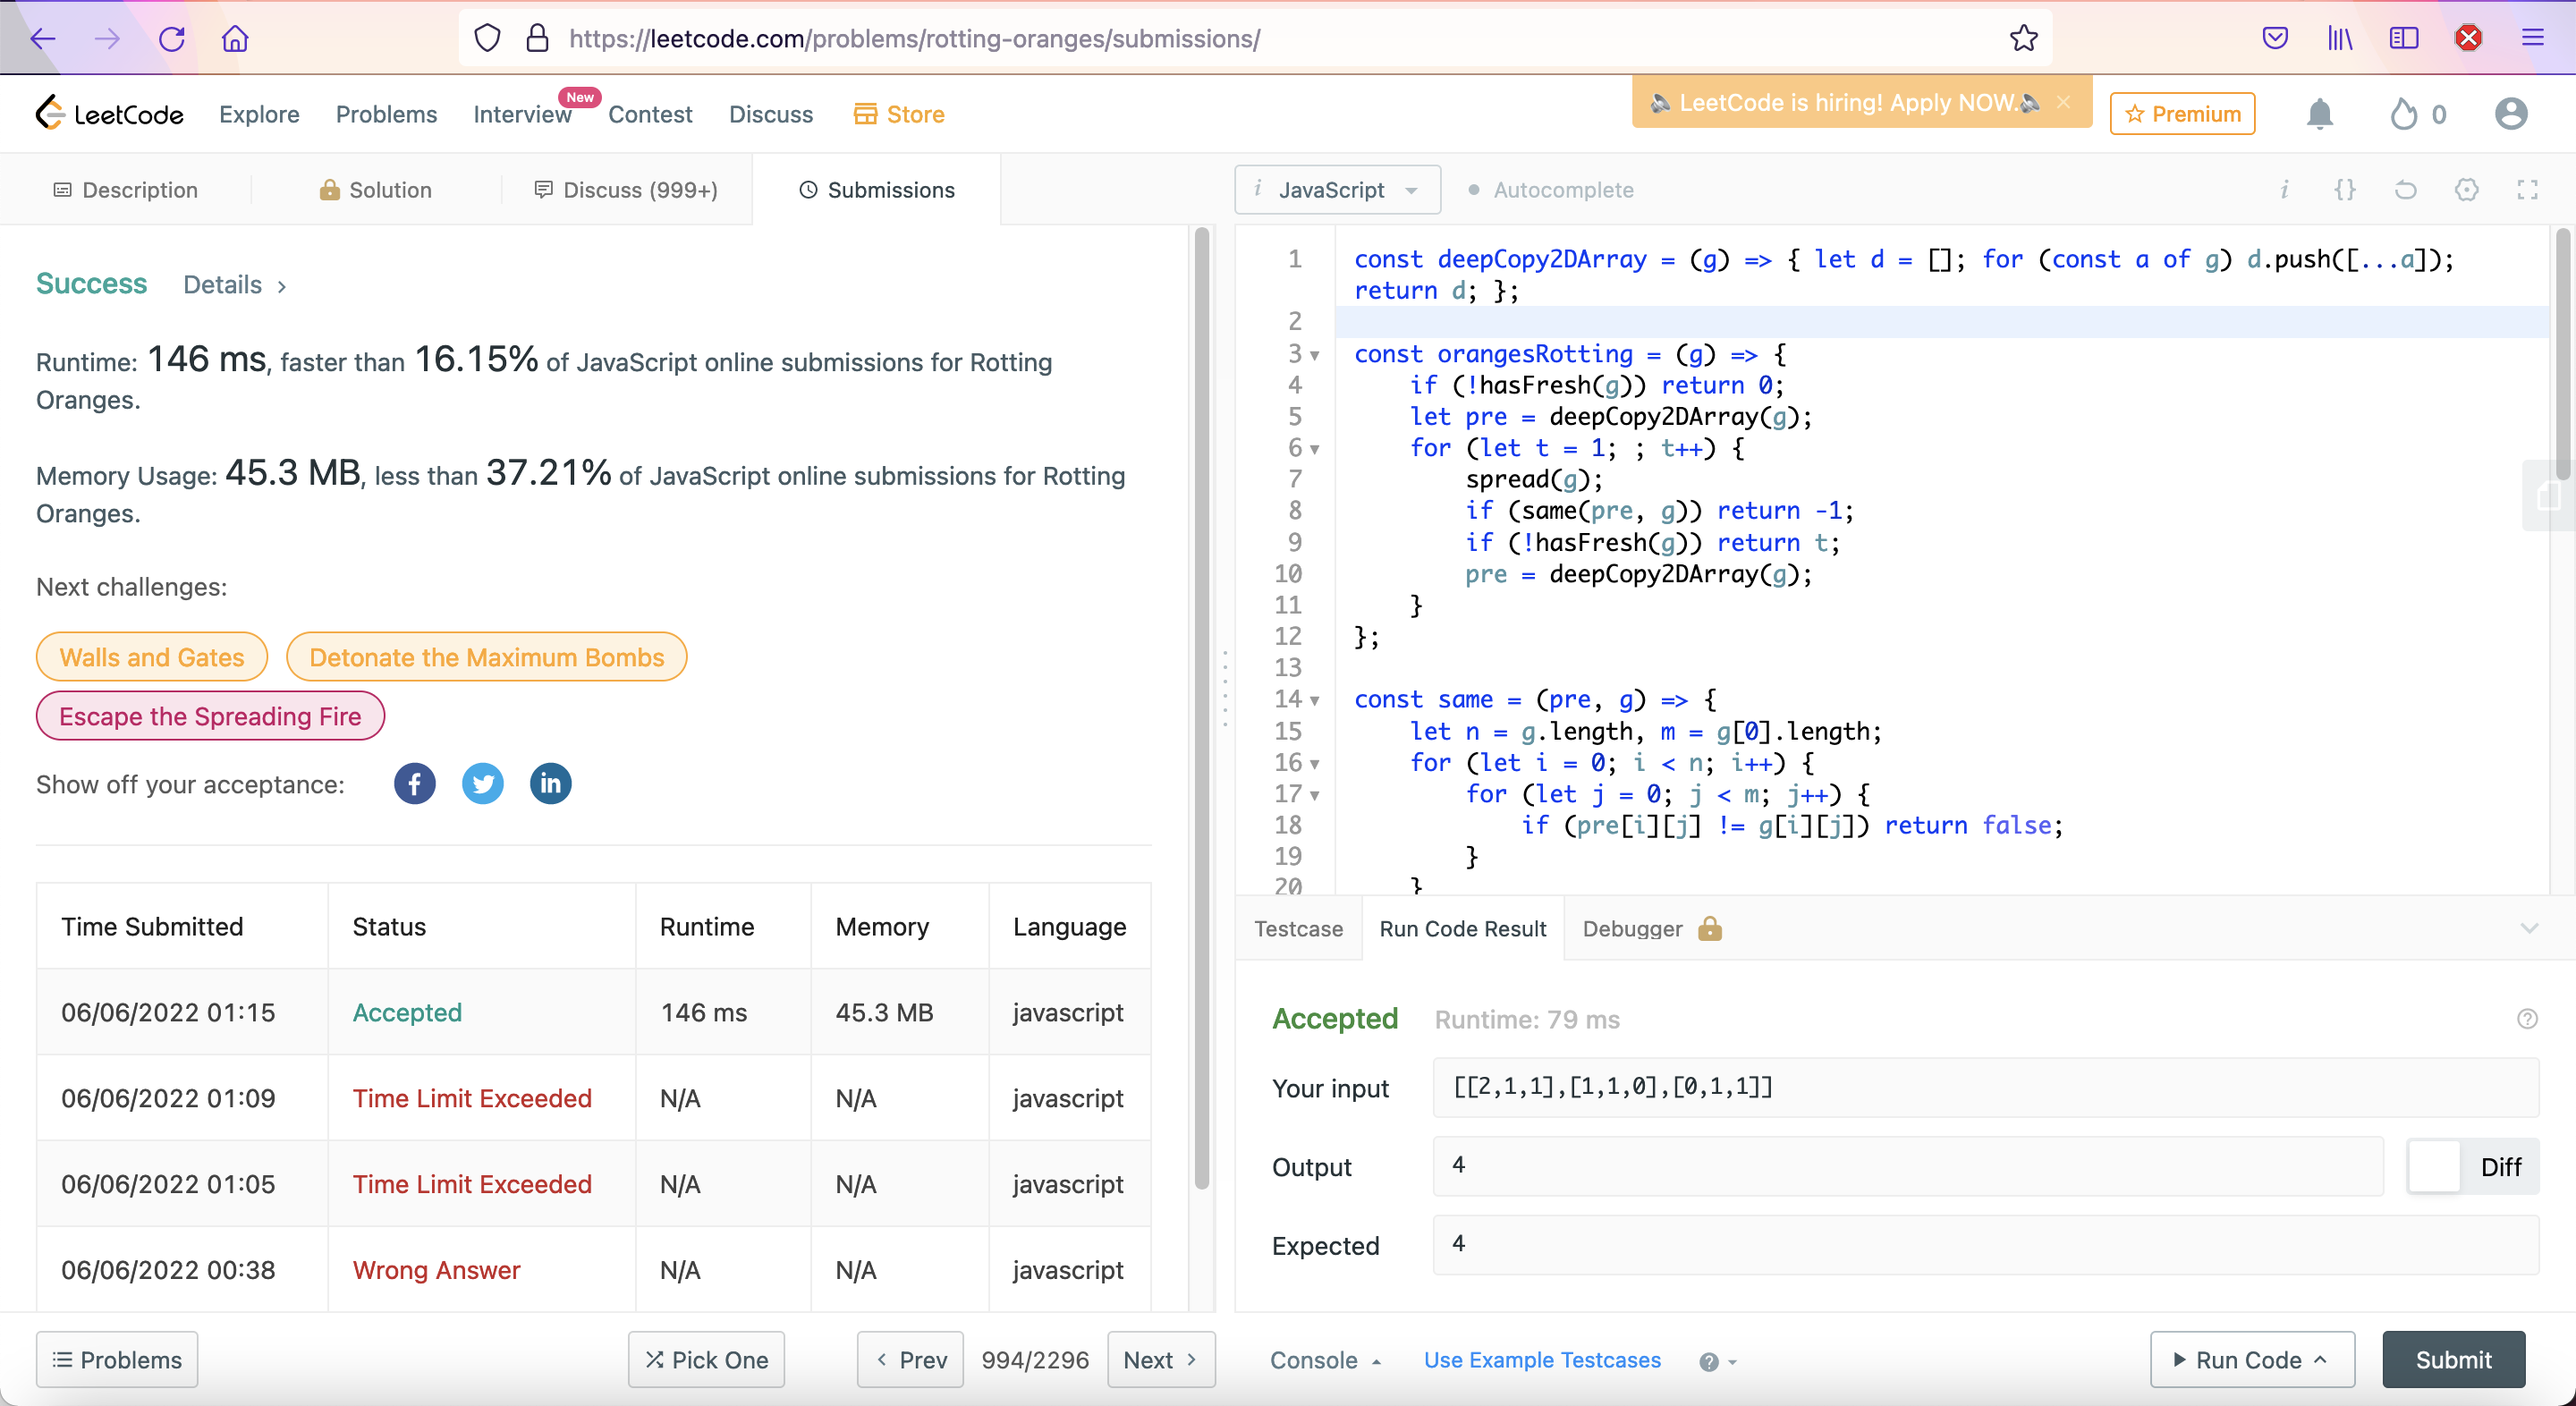 https://leetcode.com/problems/rotting-oranges/submissions/
LeetCode
Explore
Problems
Interview
New
Contest
Discuss
Store
LeetCode is hiring! Apply NOW.
Premium
0
Description
Solution
Discuss (999+)
Submissions
i JavaScript
Autocomplete
Success
Details
Runtime: 146 ms, faster than 16.15% of JavaScript online submissions for Rotting
Oranges.
Memory Usage: 45.3 MB, less than 37.21% of JavaScript online submissions for Rotting
Oranges.
Next challenges:
Walls and Gates
Detonate the Maximum Bombs
Escape the Spreading Fire
Show off your acceptance:
Time Submitted Status Runtime Memory Language
06/06/2022 01:15 Accepted 146 ms 45.3 MB javascript
06/06/2022 01:09 Time Limit Exceeded N/A N/A javascript
06/06/2022 01:05 Time Limit Exceeded N/A N/A javascript
06/06/2022 00:38 Wrong Answer N/A N/A javascript
Problems
Pick One
Prev
994/2296
Next
1 const deepCopy2DArray = (g) => { let d = []; for (const a of g) d.push([...a]);
return d; };
2
3 const orangesRotting = (g) => {
4 if (!hasFresh(g)) return 0;
5 let pre = deepCopy2DArray(g);
6 for (let t = 1; ; t++) {
7 spread(g);
8 if (same(pre, g)) return -1;
9 if (!hasFresh(g)) return t;
10 pre = deepCopy2DArray(g);
11 }
12 };
13
14 const same = (pre, g) => {
15 let n = g.length, m = g[0].length;
16 for (let i = 0; i < n; i++) {
17 for (let j = 0; j < m; j++) {
18 if (pre[i][j] != g[i][j]) return false;
19 }
20 }
Testcase
Run Code Result
Debugger
Accepted
Runtime: 79 ms
Your input
[[2,1,1],[1,1,0],[0,1,1]]
Output
4
Diff
Expected
4
Console
Use Example Testcases
Run Code
Submit